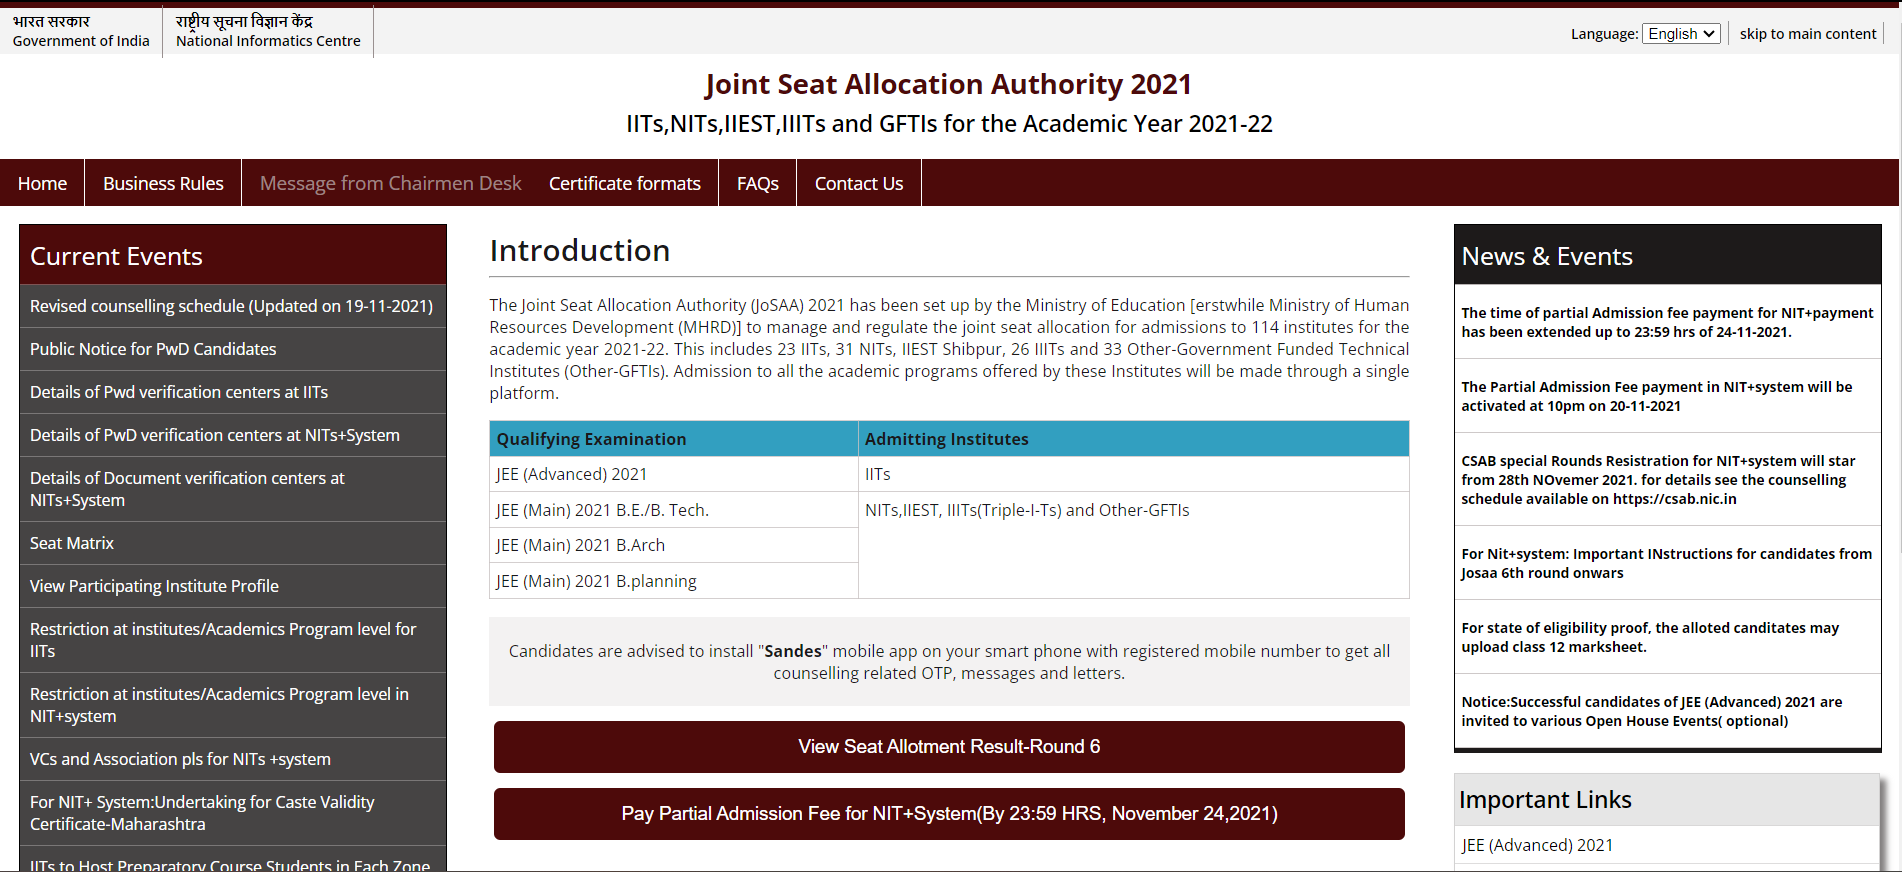 भारत सरकार
Government of India
राष्ट्रीय सूचना विज्ञान केंद्र
National Informatics Centre
Language: English
skip to main content
Joint Seat Allocation Authority 2021
IITs,NITs,IIEST,IIITs and GFTIs for the Academic Year 2021-22
Home
Business Rules
Message from Chairmen Desk
Certificate formats
FAQs
Contact Us
Current Events
Revised counselling schedule (Updated on 19-11-2021)
Public Notice for PwD Candidates
Details of Pwd verification centers at IITs
Details of PwD verification centers at NITs+System
Details of Document verification centers at
NITs+System
Seat Matrix
View Participating Institute Profile
Restriction at institutes/Academics Program level for
IITs
Restriction at institutes/Academics Program level in
NIT+system
VCs and Association pls for NITs +system
For NIT+ System:Undertaking for Caste Validity
Certificate-Maharashtra
IITs to Host Preparatory Course Students in Each Zone
Introduction
The Joint Seat Allocation Authority (JoSAA) 2021 has been set up by the Ministry of Education [erstwhile Ministry of Human
Resources Development (MHRD)] to manage and regulate the joint seat allocation for admissions to 114 institutes for the
academic year 2021-22. This includes 23 IITs, 31 NITs, IIEST Shibpur, 26 IIITs and 33 Other-Government Funded Technical
Institutes (Other-GFTIs). Admission to all the academic programs offered by these Institutes will be made through a single
platform.
Qualifying Examination
Admitting Institutes
JEE (Advanced) 2021
IITs
JEE (Main) 2021 B.E./B. Tech.
NITs,IIEST, IIITs(Triple-I-Ts) and Other-GFTIs
JEE (Main) 2021 B.Arch
JEE (Main) 2021 B.planning
Candidates are advised to install "Sandes" mobile app on your smart phone with registered mobile number to get all
counselling related OTP, messages and letters.
View Seat Allotment Result-Round 6
Pay Partial Admission Fee for NIT+System(By 23:59 HRS, November 24,2021)
News & Events
The time of partial Admission fee payment for NIT+payment
has been extended up to 23:59 hrs of 24-11-2021.
The Partial Admission Fee payment in NIT+system will be
activated at 10pm on 20-11-2021
CSAB special Rounds Resistration for NIT+system will star
from 28th NOvemer 2021. for details see the counselling
schedule available on https://csab.nic.in
For Nit+system: Important INstructions for candidates from
Josaa 6th round onwars
For state of eligibility proof, the alloted canditates may
upload class 12 marksheet.
Notice:Successful candidates of JEE (Advanced) 2021 are
invited to various Open House Events( optional)
Important Links
JEE (Advanced) 2021